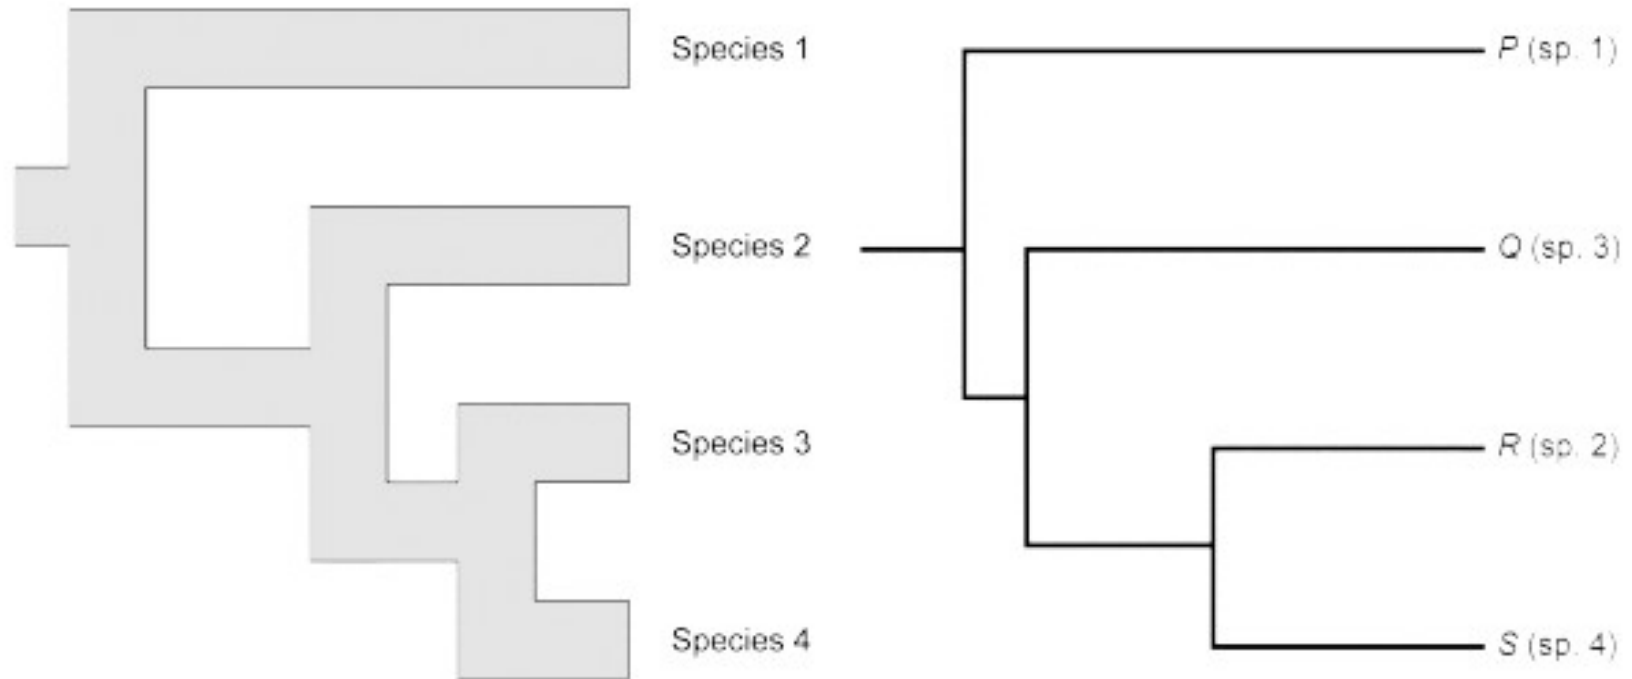 Species 1
Species 2
Species 3
Species 4
P (sp. 1)
Q (sp. 3)
R (sp. 2)
S (sp. 4)